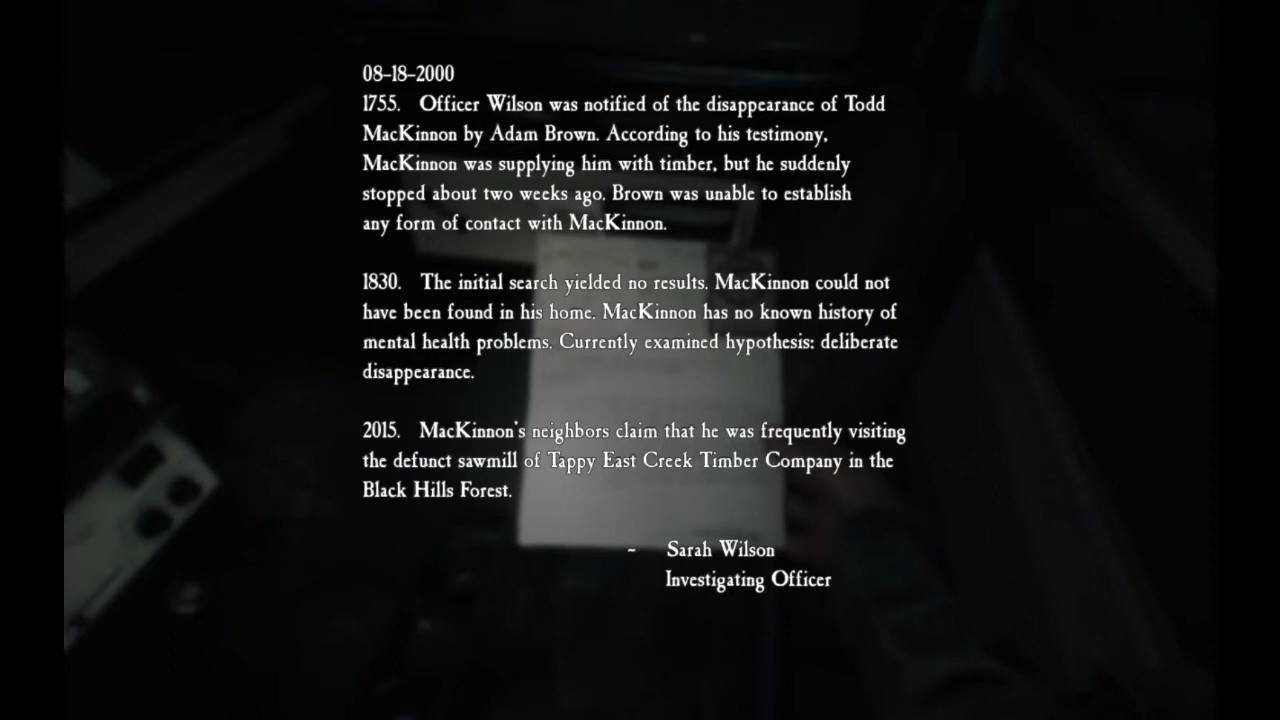 08-18-2000
1755. Officer Wilson was notified of the disappearance of Todd
MacKinnon by Adam Brown. According to his testimony,
MacKinnon was supplying him with timber, but he suddenly
stopped about two weeks ago. Brown was unable to establish
any form of contact with MacKinnon.
1830. The initial search yielded no results. MacKinnon could not
have been found in his home. MacKinnon has no known history of
mental health problems. Currently examined hypothesis: deliberate
disappearance.
2015. MacKinnon's neighbors claim that he was frequently visiting
the defunct sawmill of Tappy East Creek Timber Company in the
Black Hills Forest.
~ Sarah Wilson
Investigating Officer